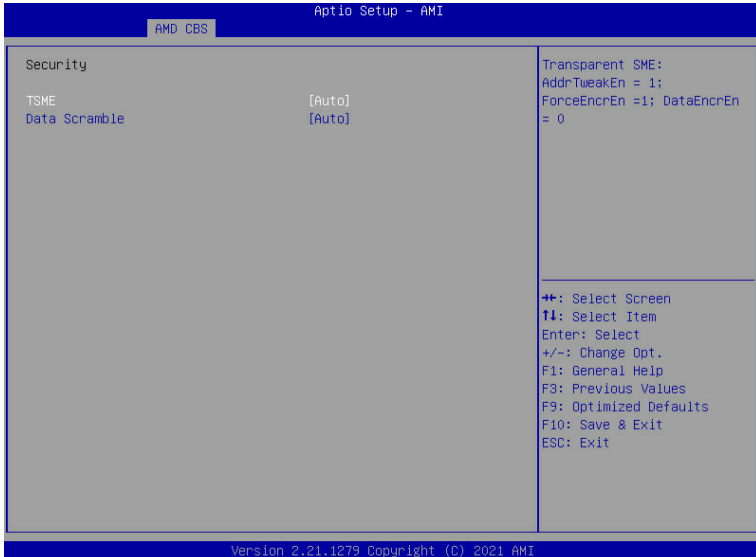 Aptio Setup – AMI
AMD CBS
Security
TSME [Auto]
Data Scramble [Auto]
Transparent SME:
AddrTweakEn = 1;
ForceEncrEn =1; DataEncrEn
= 0
→←: Select Screen
↑↓: Select Item
Enter: Select
+/-: Change Opt.
F1: General Help
F3: Previous Values
F9: Optimized Defaults
F10: Save & Exit
ESC: Exit
Version 2.21.1279 Copyright (C) 2021 AMI